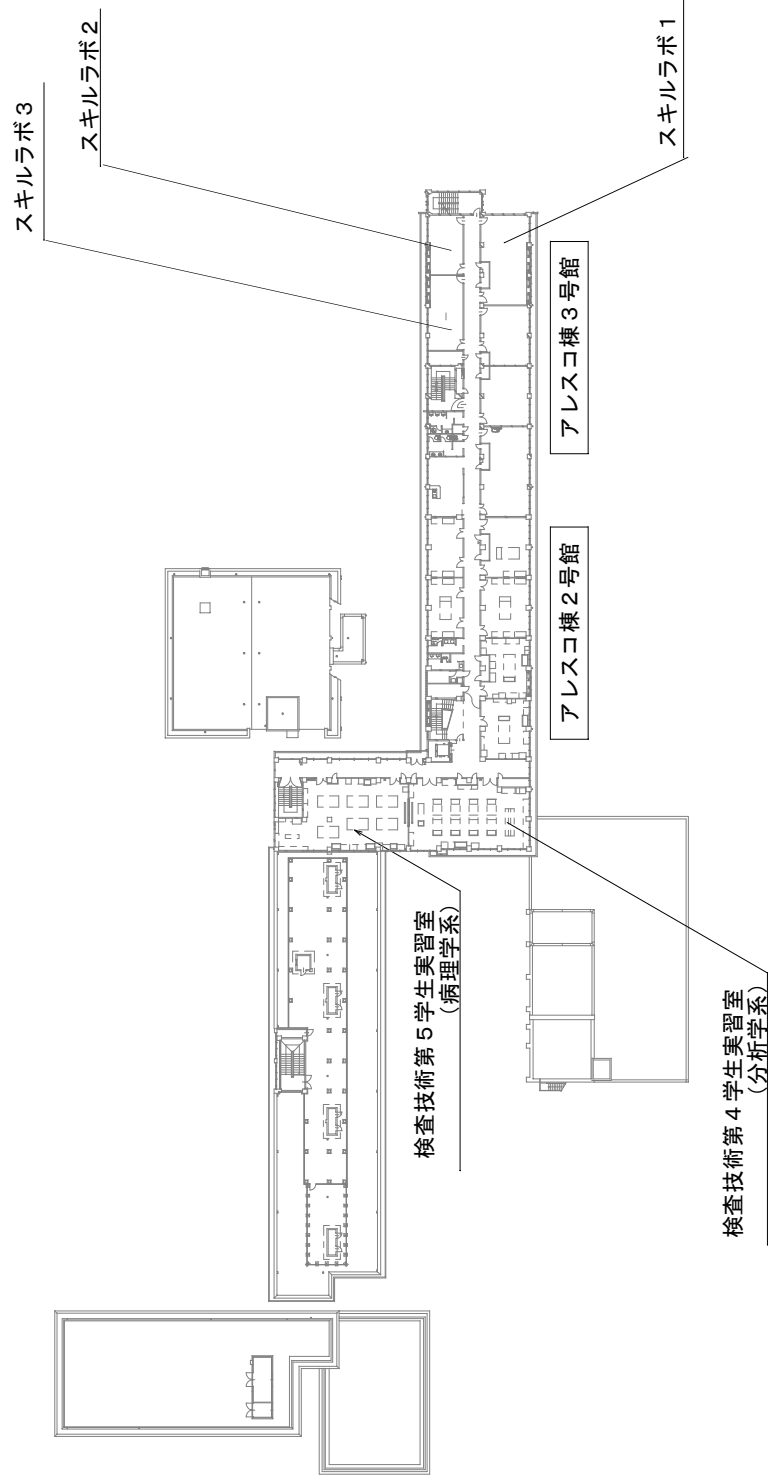 スキルラボ３
スキルラボ２
スキルラボ１
アレスコ棟３号館
アレスコ棟２号館
検査技術第５学生実習室
（病理学系）
検査技術第４学生実習室
（分析学系）